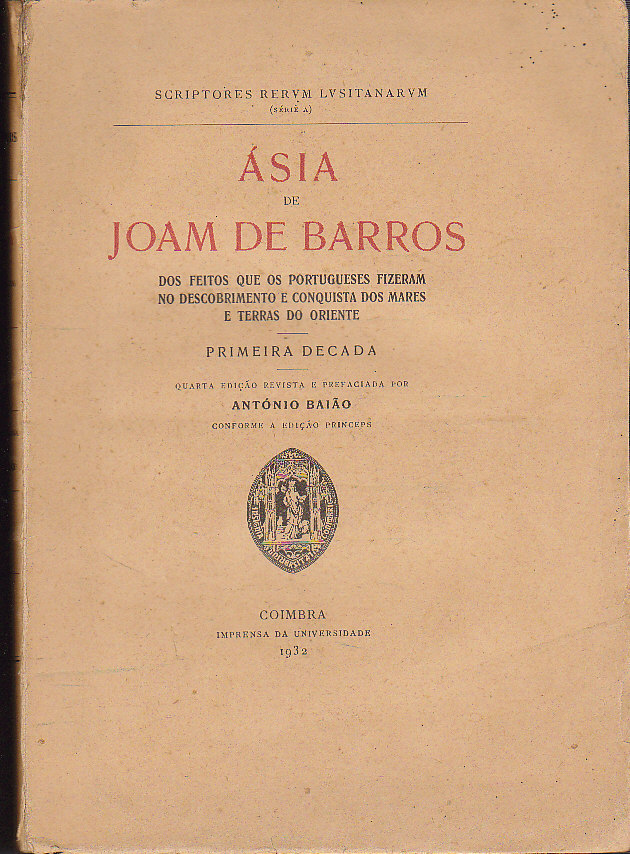 SCRIPTORES RERVM LVSITANARVM
(SÉRIE A)
ÁSIA
DE
JOAM DE BARROS
DOS FEITOS QUE OS PORTUGUESES FIZERAM
NO DESCOBRIMENTO E CONQUISTA DOS MARES
E TERRAS DO ORIENTE
PRIMEIRA DECADA
QUARTA EDIÇÃO REVISTA E PREFACIADA POR
ANTÓNIO BAIÃO
CONFORME A EDIÇÃO PRINCEPS
COIMBRA
IMPRENSA DA UNIVERSIDADE
1932